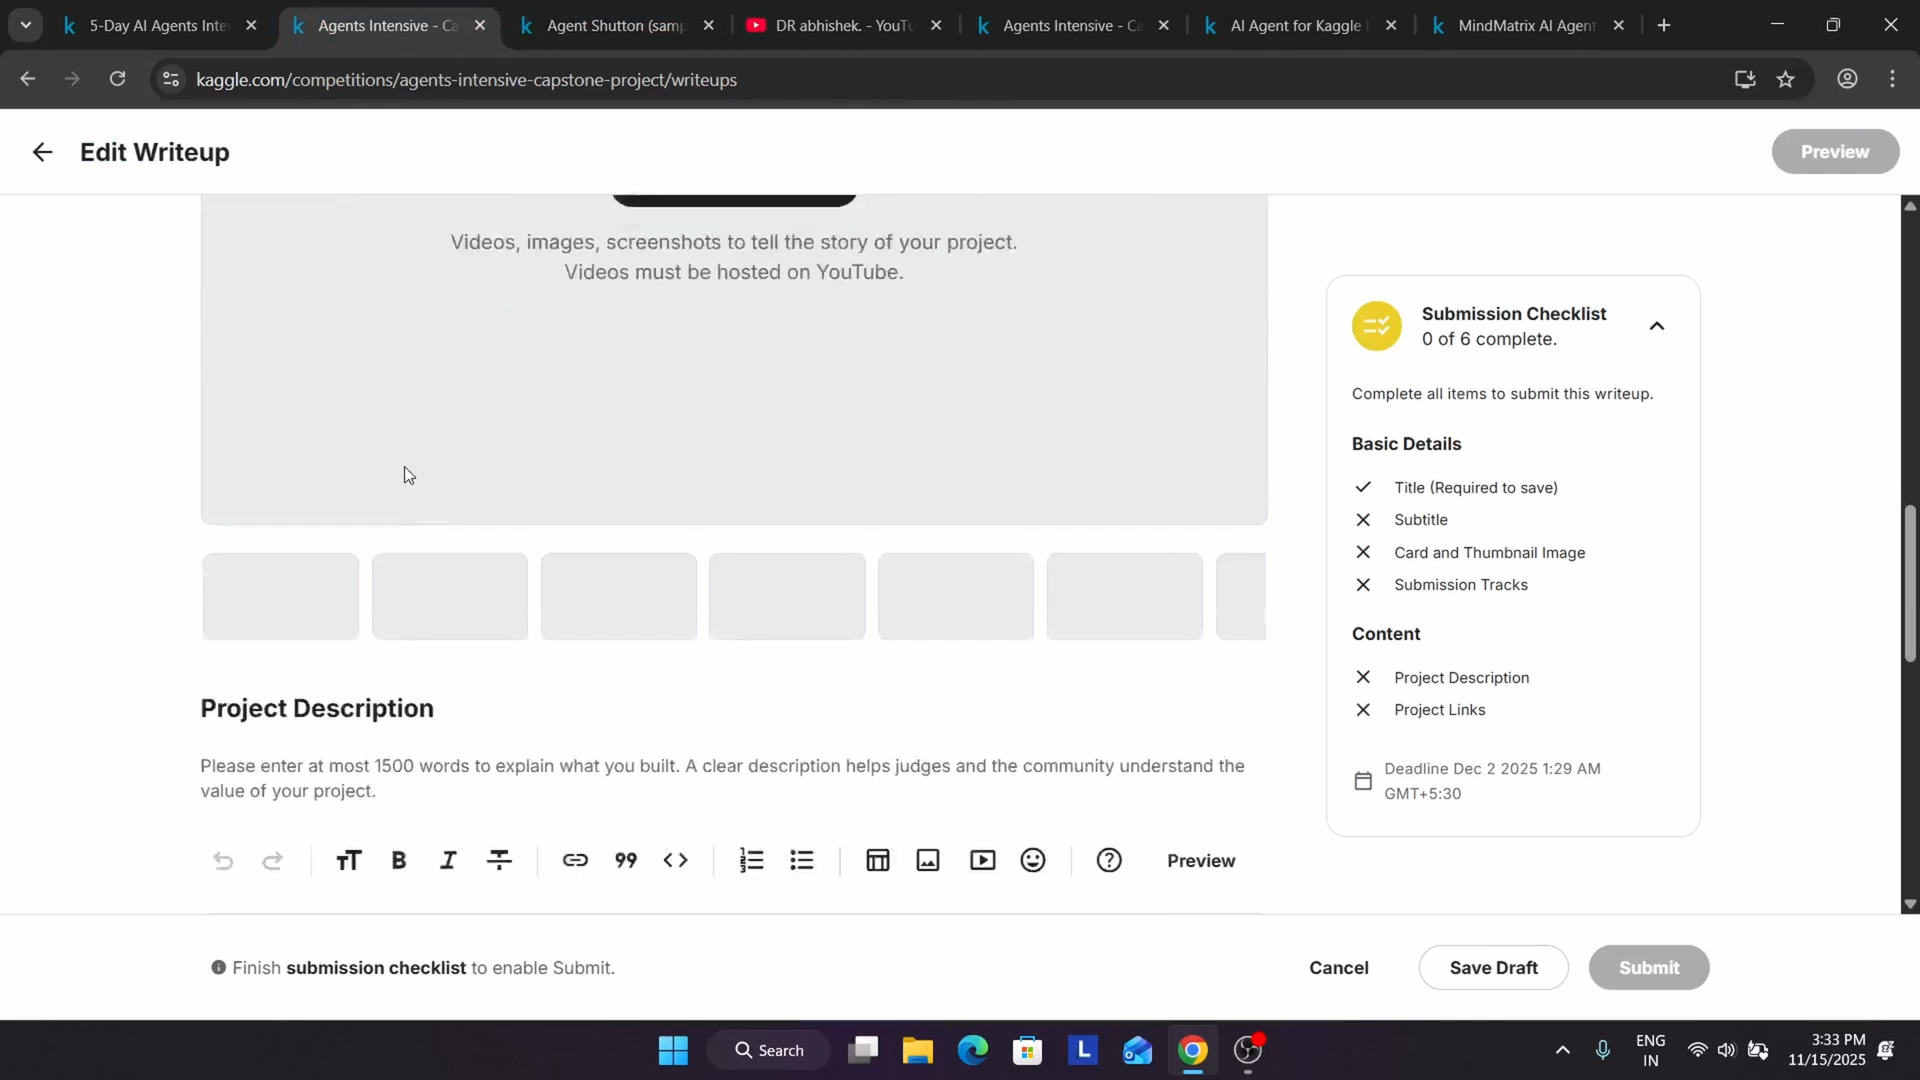 5-Day AI Agents Inte
Agents Intensive - Ca
Agent Shutton (samp
DR abhishek. - YouTu
Agents Intensive - Ca
AI Agent for Kaggle
MindMatrix AI Agent
kaggle.com/competitions/agents-intensive-capstone-project/writeups
Edit Writeup
Preview
Videos, images, screenshots to tell the story of your project.
Videos must be hosted on YouTube.
Submission Checklist
0 of 6 complete.
Complete all items to submit this writeup.
Basic Details
Title (Required to save)
Subtitle
Card and Thumbnail Image
Submission Tracks
Content
Project Description
Project Links
Deadline Dec 2 2025 1:29 AM
GMT+5:30
Project Description
Please enter at most 1500 words to explain what you built. A clear description helps judges and the community understand the
value of your project.
Preview
Finish submission checklist to enable Submit.
Cancel
Save Draft
Submit
Search
ENG
IN
3:33 PM
11/15/2025